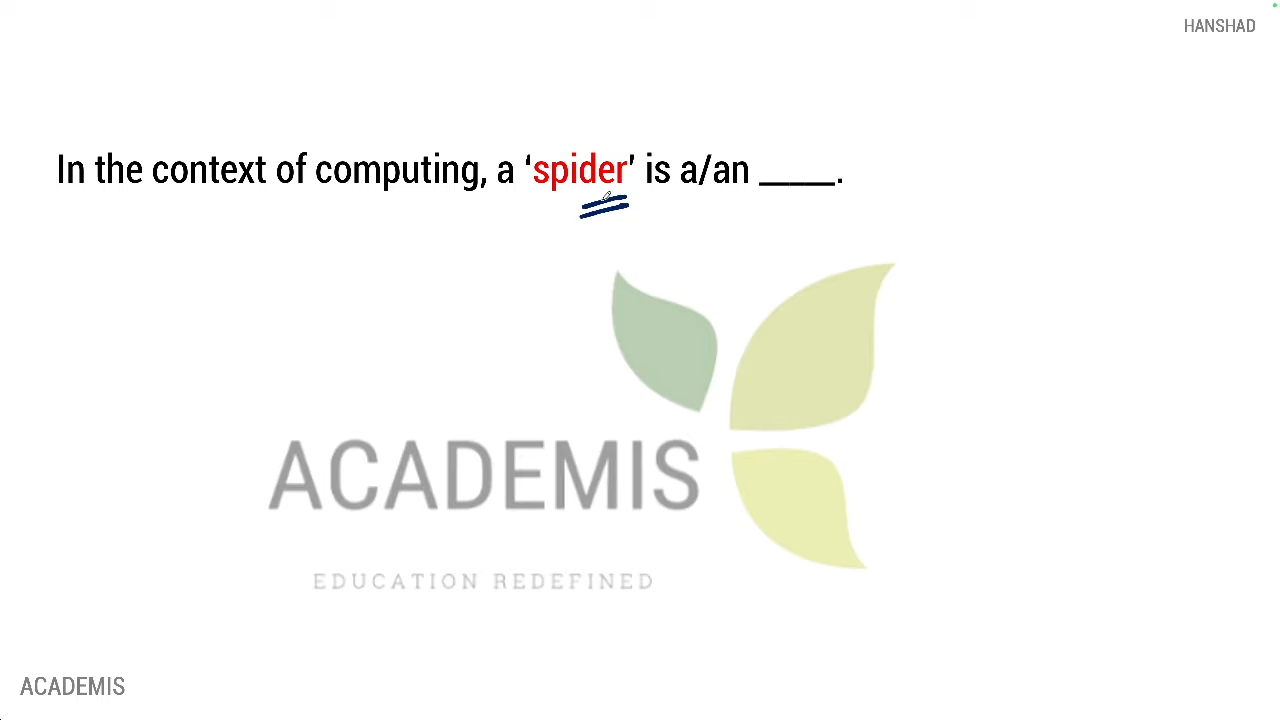 HANSHAD
In the context of computing, a ‘spider’ is a/an _____.
ACADEMIS
EDUCATION REDEFINED
ACADEMIS